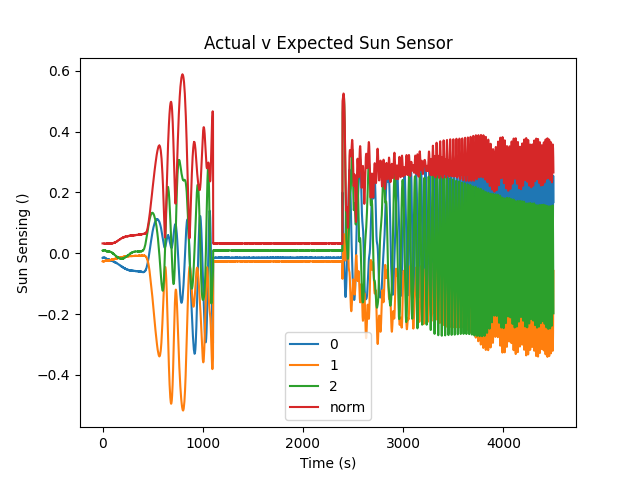 Actual v Expected Sun Sensor
0.6
0.4
0.2
0.0
−0.2
−0.4
Sun Sensing ()
0
1
2
norm
0 1000 2000 3000 4000
Time (s)